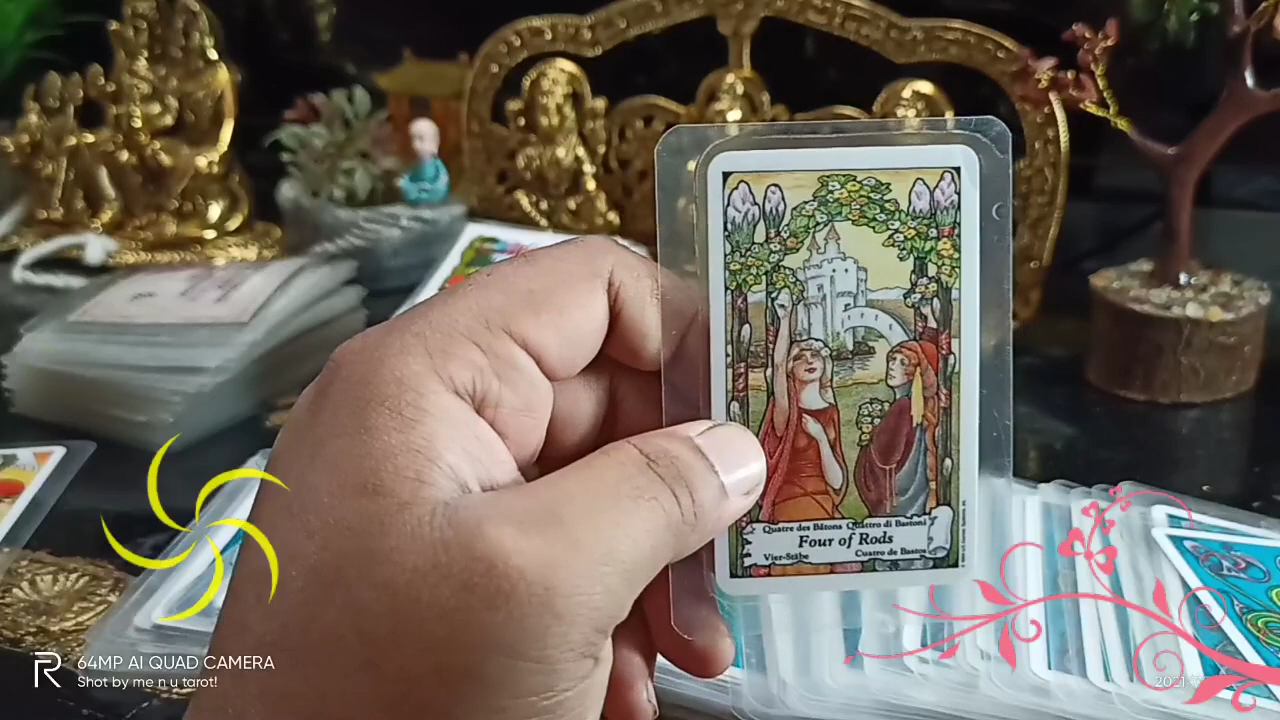 Quatre des Bâtons Quattro di Bastoni
Four of Rods
Vier-Stäbe Cuatro de Bastos
R 64MP AI QUAD CAMERA
Shot by me n u tarot!
2021